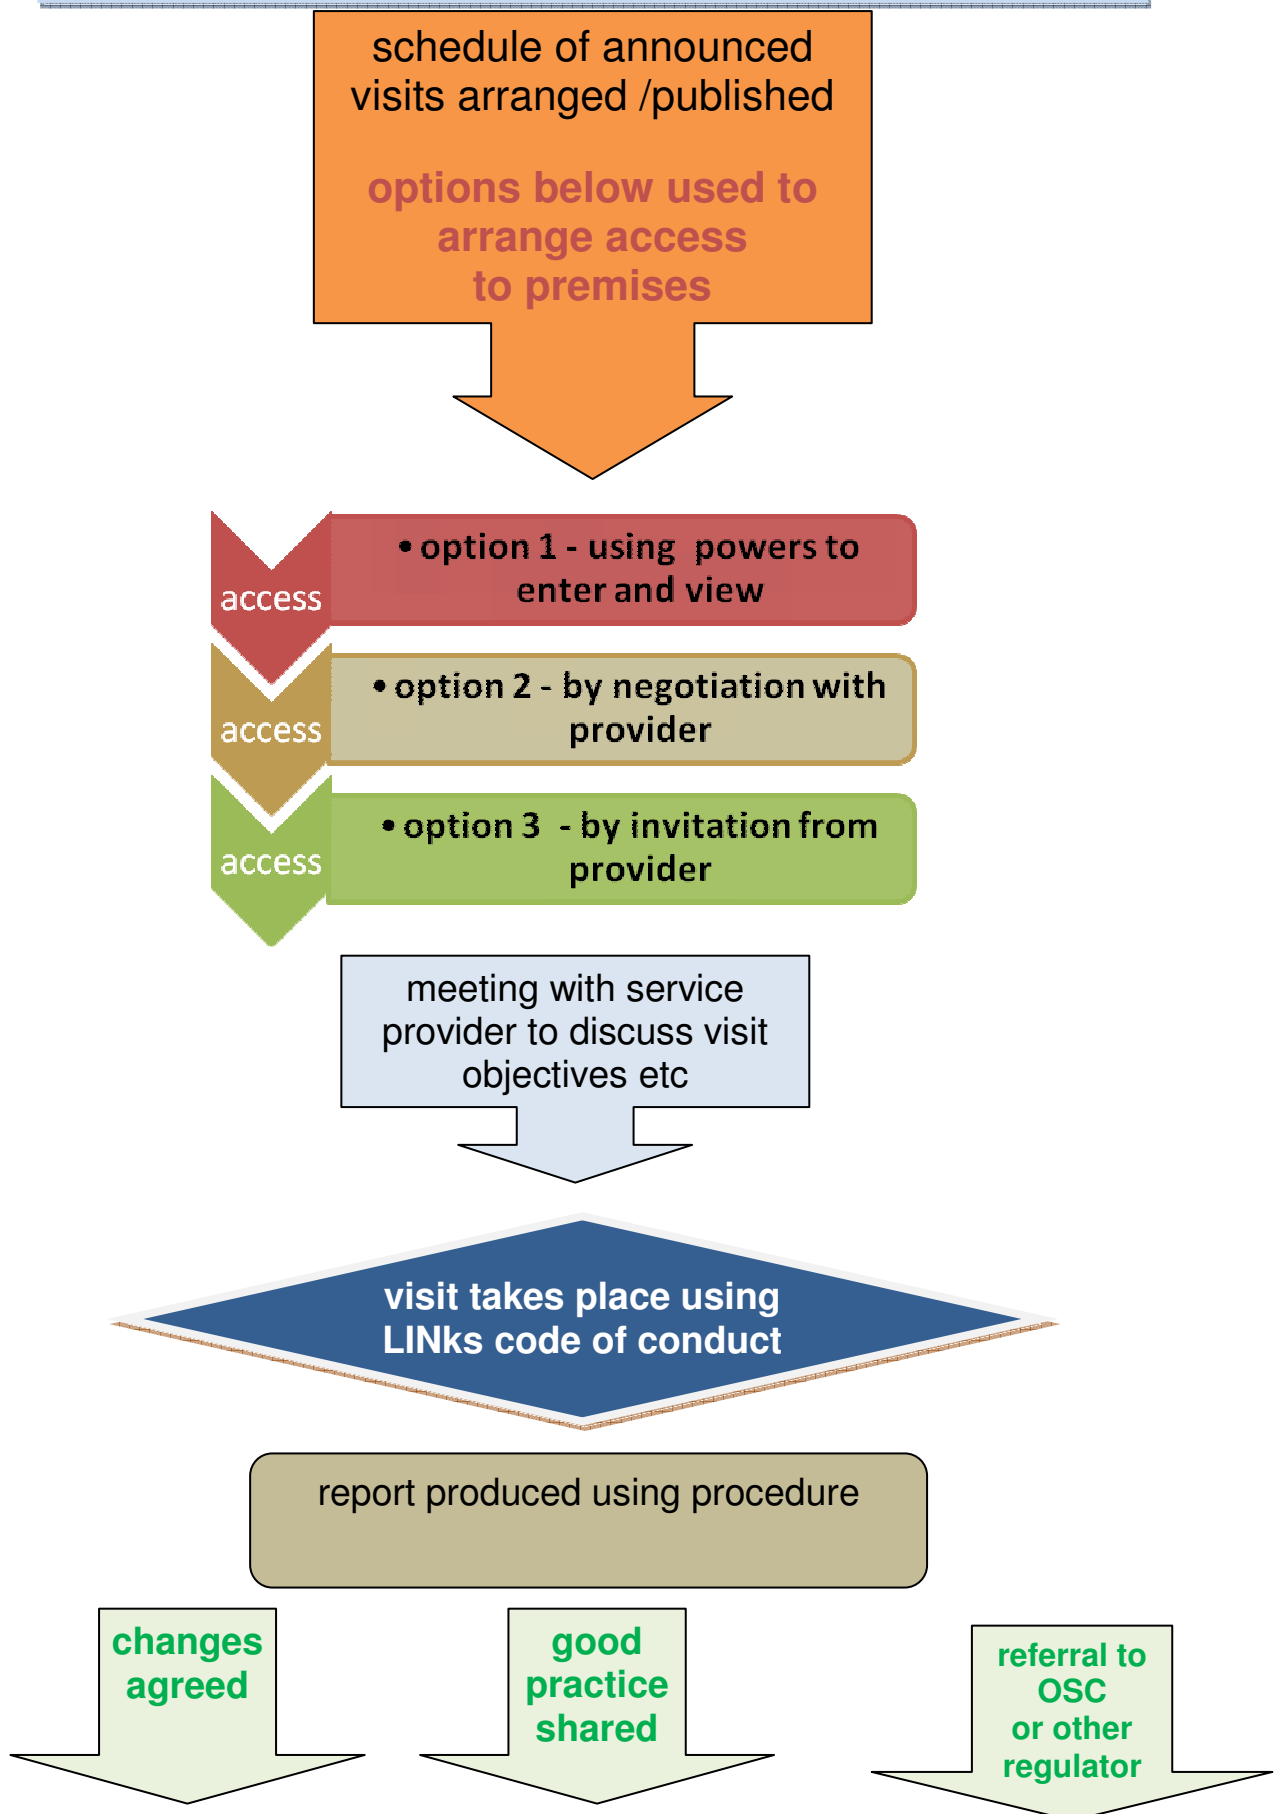 schedule of announced
visits arranged /published
options below used to
arrange access
to premises
access
• option 1 - using powers to
enter and view
access
• option 2 - by negotiation with
provider
access
• option 3 - by invitation from
provider
meeting with service
provider to discuss visit
objectives etc
visit takes place using
LINks code of conduct
report produced using procedure
changes
agreed
good
practice
shared
referral to
OSC
or other
regulator